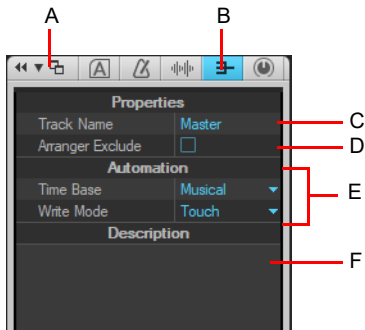 A B
A
Properties
Track Name Master C
Arranger Exclude D
Automation
Time Base Musical E
Write Mode Touch
Description
F